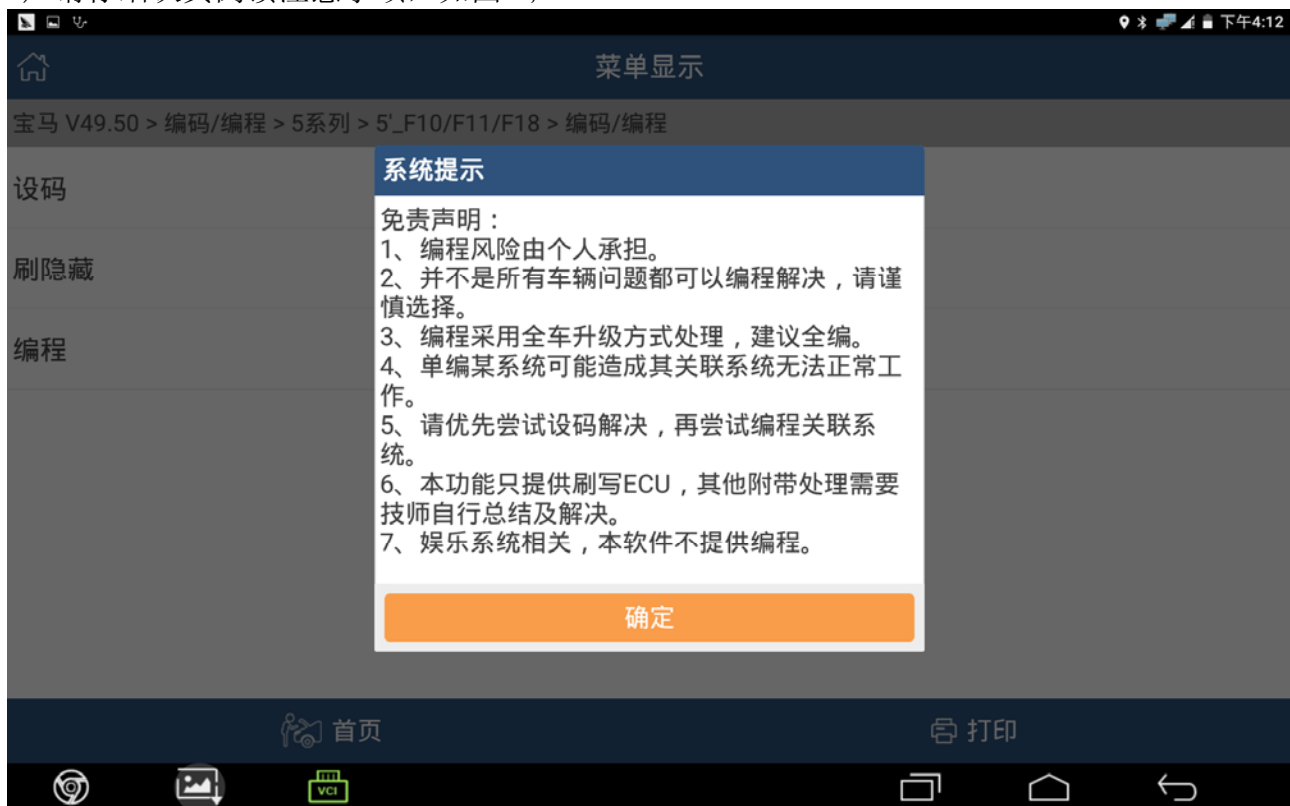 下午4:12
菜单显示
宝马 V49.50 > 编码/编程 > 5系列 > 5'_F10/F11/F18 > 编码/编程
设码
刷隐藏
编程
系统提示
免责声明：
1、编程风险由个人承担。
2、并不是所有车辆问题都可以编程解决，请谨
慎选择。
3、编程采用全车升级方式处理，建议全编。
4、单编某系统可能造成其关联系统无法正常工
作。
5、请优先尝试设码解决，再尝试编程关联系
统。
6、本功能只提供刷写ECU，其他附带处理需要
技师自行总结及解决。
7、娱乐系统相关，本软件不提供编程。
确定
首页
打印
VCI